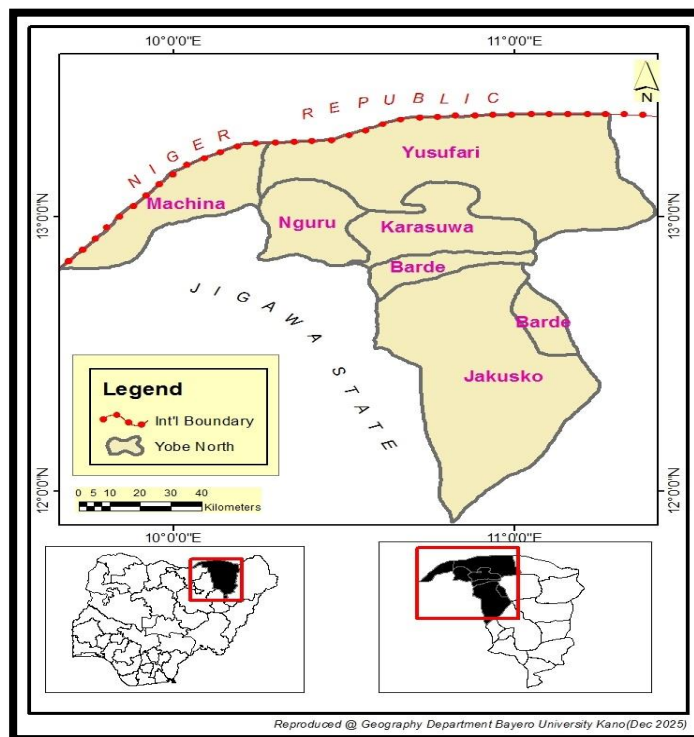 10°0'0"E 11°0'0"E
N
NIGER REPUBLIC
Yusufari
Machina
13°0'0"N 13°0'0"N
Nguru Karasuwa
Barde
JIGAWA STATE
Barde
Jakusko
Legend
Int'l Boundary
Yobe North
12°0'0"N 12°0'0"N
0 5 10 20 30 40
Kilometers
10°0'0"E 11°0'0"E
Reproduced @ Geography Department Bayero University Kano(Dec 2025)